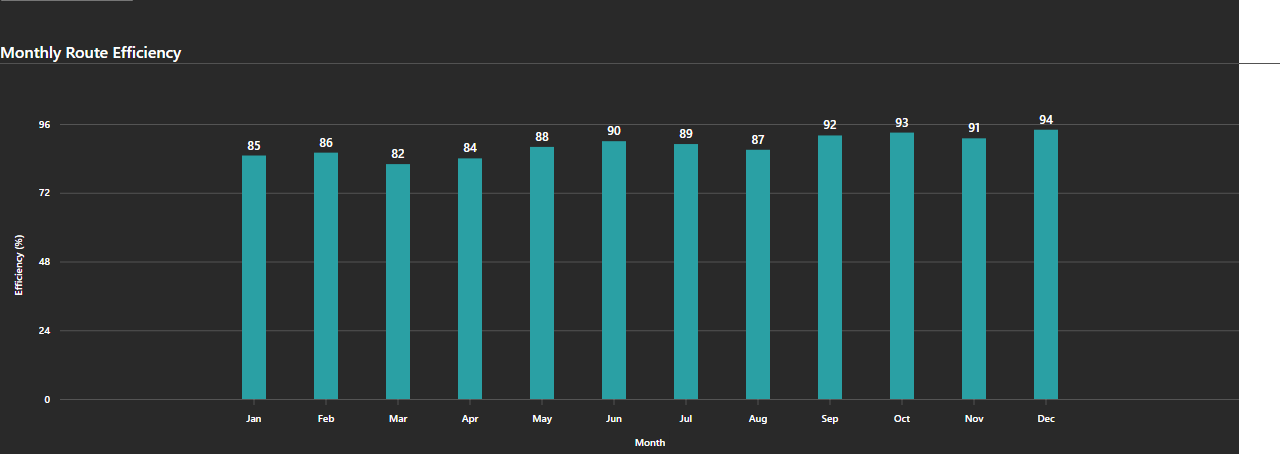 Monthly Route Efficiency
96
72
48
24
0
Efficiency (%)
85 86 82 84 88 90 89 87 92 93 91 94
Jan Feb Mar Apr May Jun Jul Aug Sep Oct Nov Dec
Month